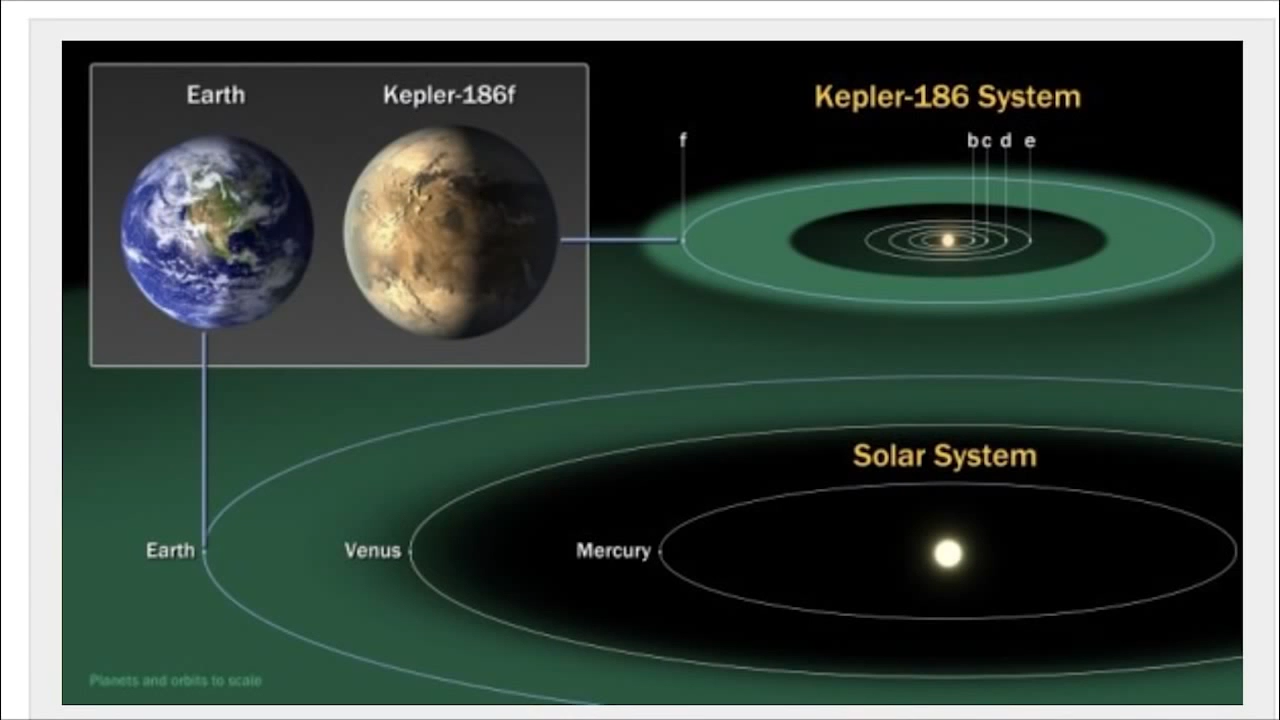 Earth Kepler-186f
Kepler-186 System
f b c d e
Solar System
Earth Venus Mercury
Planets and orbits to scale